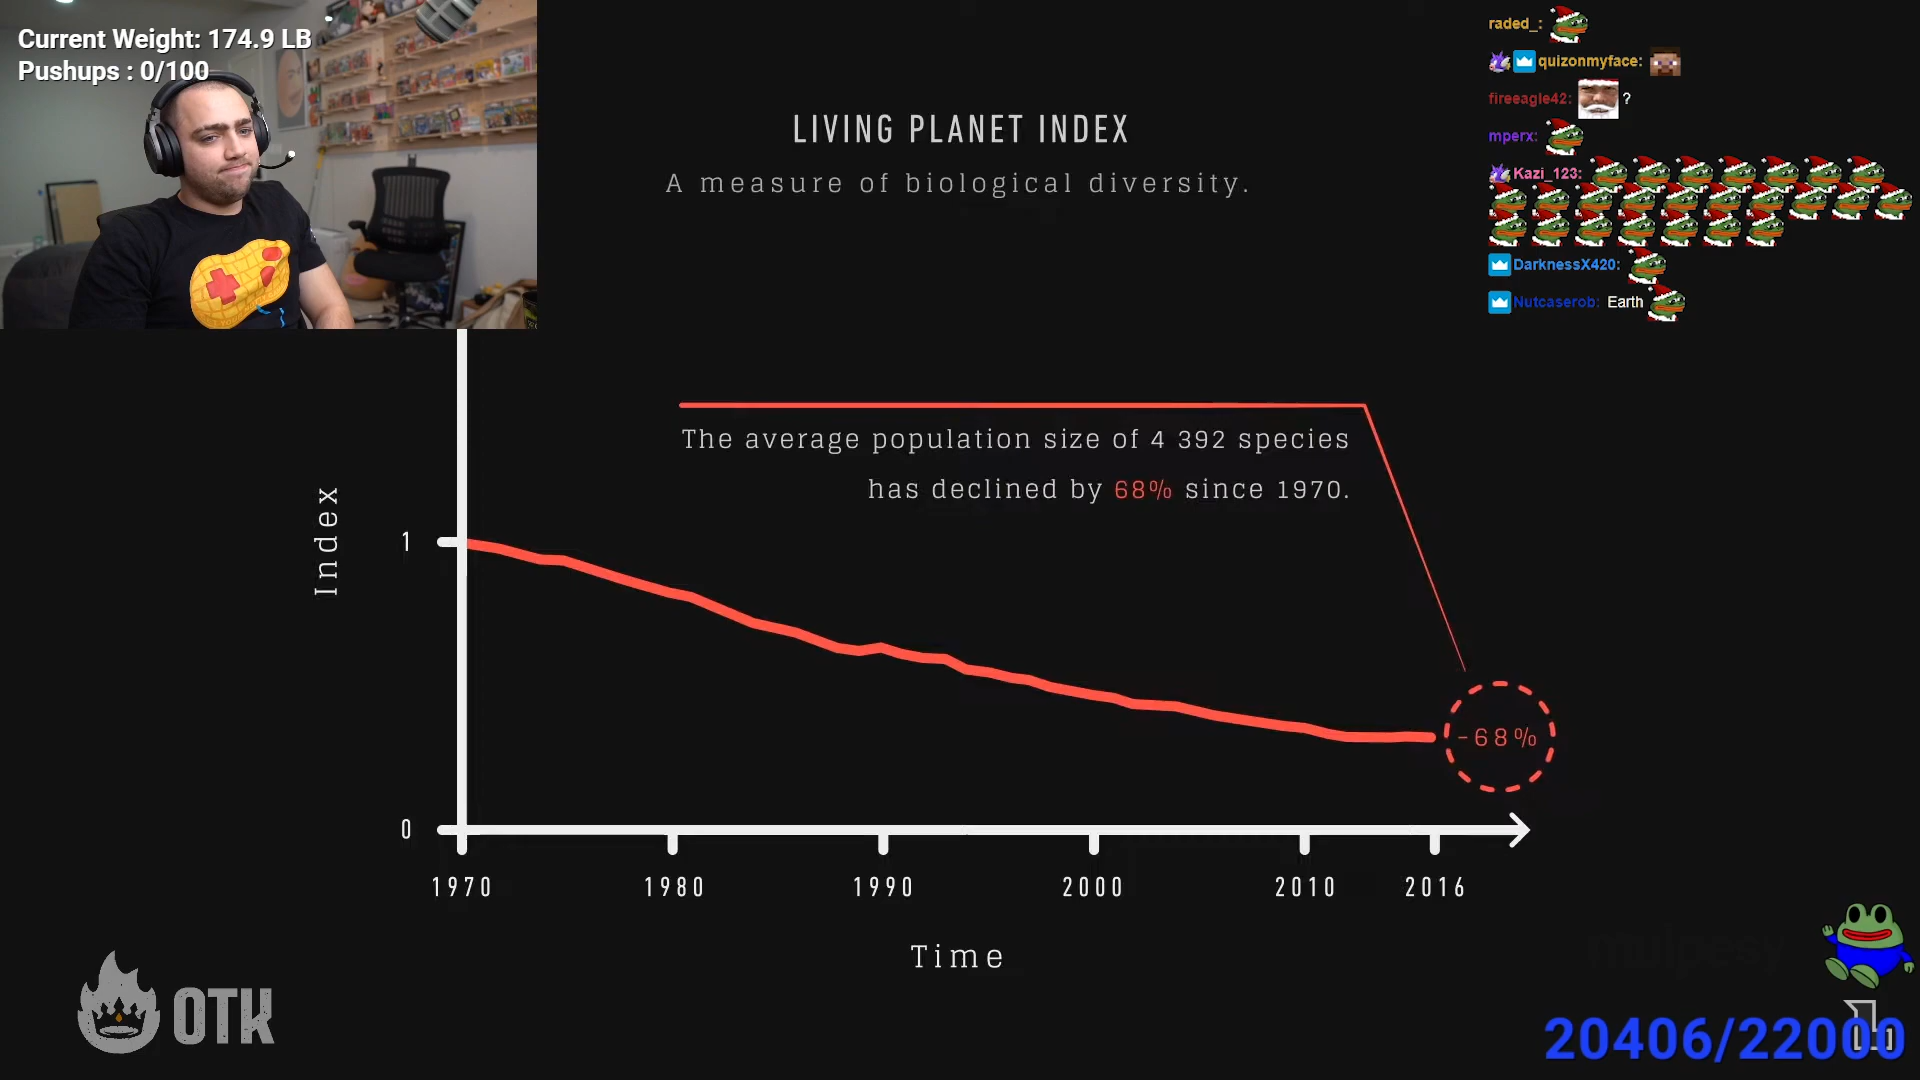 Current Weight: 174.9 LB
Pushups : 0/100
LIVING PLANET INDEX
A measure of biological diversity.
raded_:
quizonmyface:
fireeagle42: ?
mperx:
Kazi_123:
DarknessX420:
Nutcaserob: Earth
The average population size of 4 392 species
has declined by 68% since 1970.
Index
1
-68%
0
1970 1980 1990 2000 2010 2016
Time
OTK
20406/22000